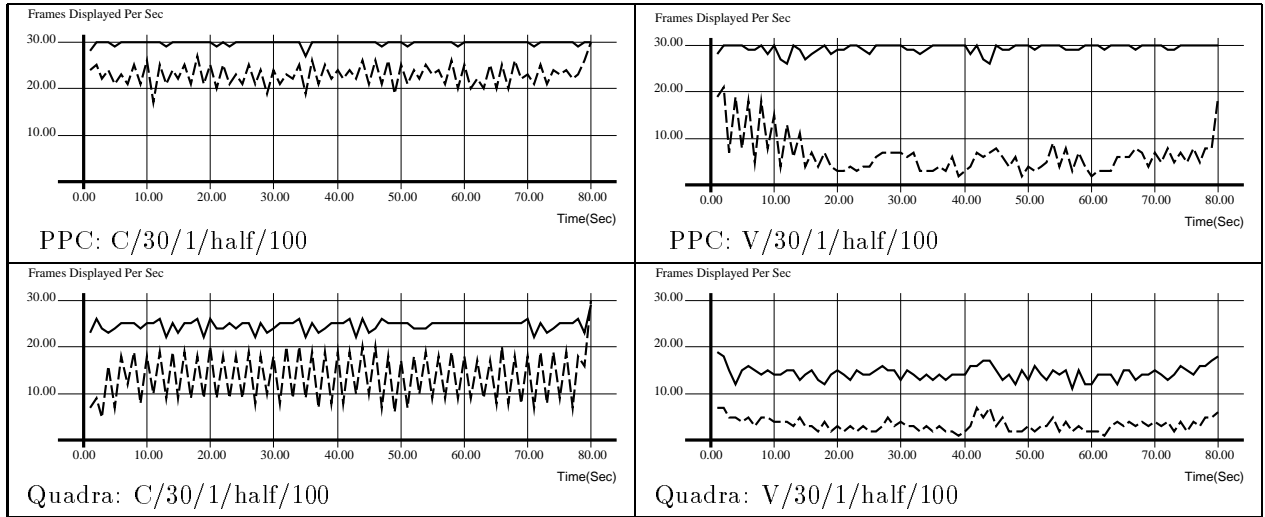 Frames Displayed Per Sec
30.00
20.00
10.00
0.00 10.00 20.00 30.00 40.00 50.00 60.00 70.00 80.00
Time(Sec)
PPC: C/30/1/half/100
Frames Displayed Per Sec
30.00
20.00
10.00
0.00 10.00 20.00 30.00 40.00 50.00 60.00 70.00 80.00
Time(Sec)
PPC: V/30/1/half/100
Frames Displayed Per Sec
30.00
20.00
10.00
0.00 10.00 20.00 30.00 40.00 50.00 60.00 70.00 80.00
Time(Sec)
Quadra: C/30/1/half/100
Frames Displayed Per Sec
30.00
20.00
10.00
0.00 10.00 20.00 30.00 40.00 50.00 60.00 70.00 80.00
Time(Sec)
Quadra: V/30/1/half/100